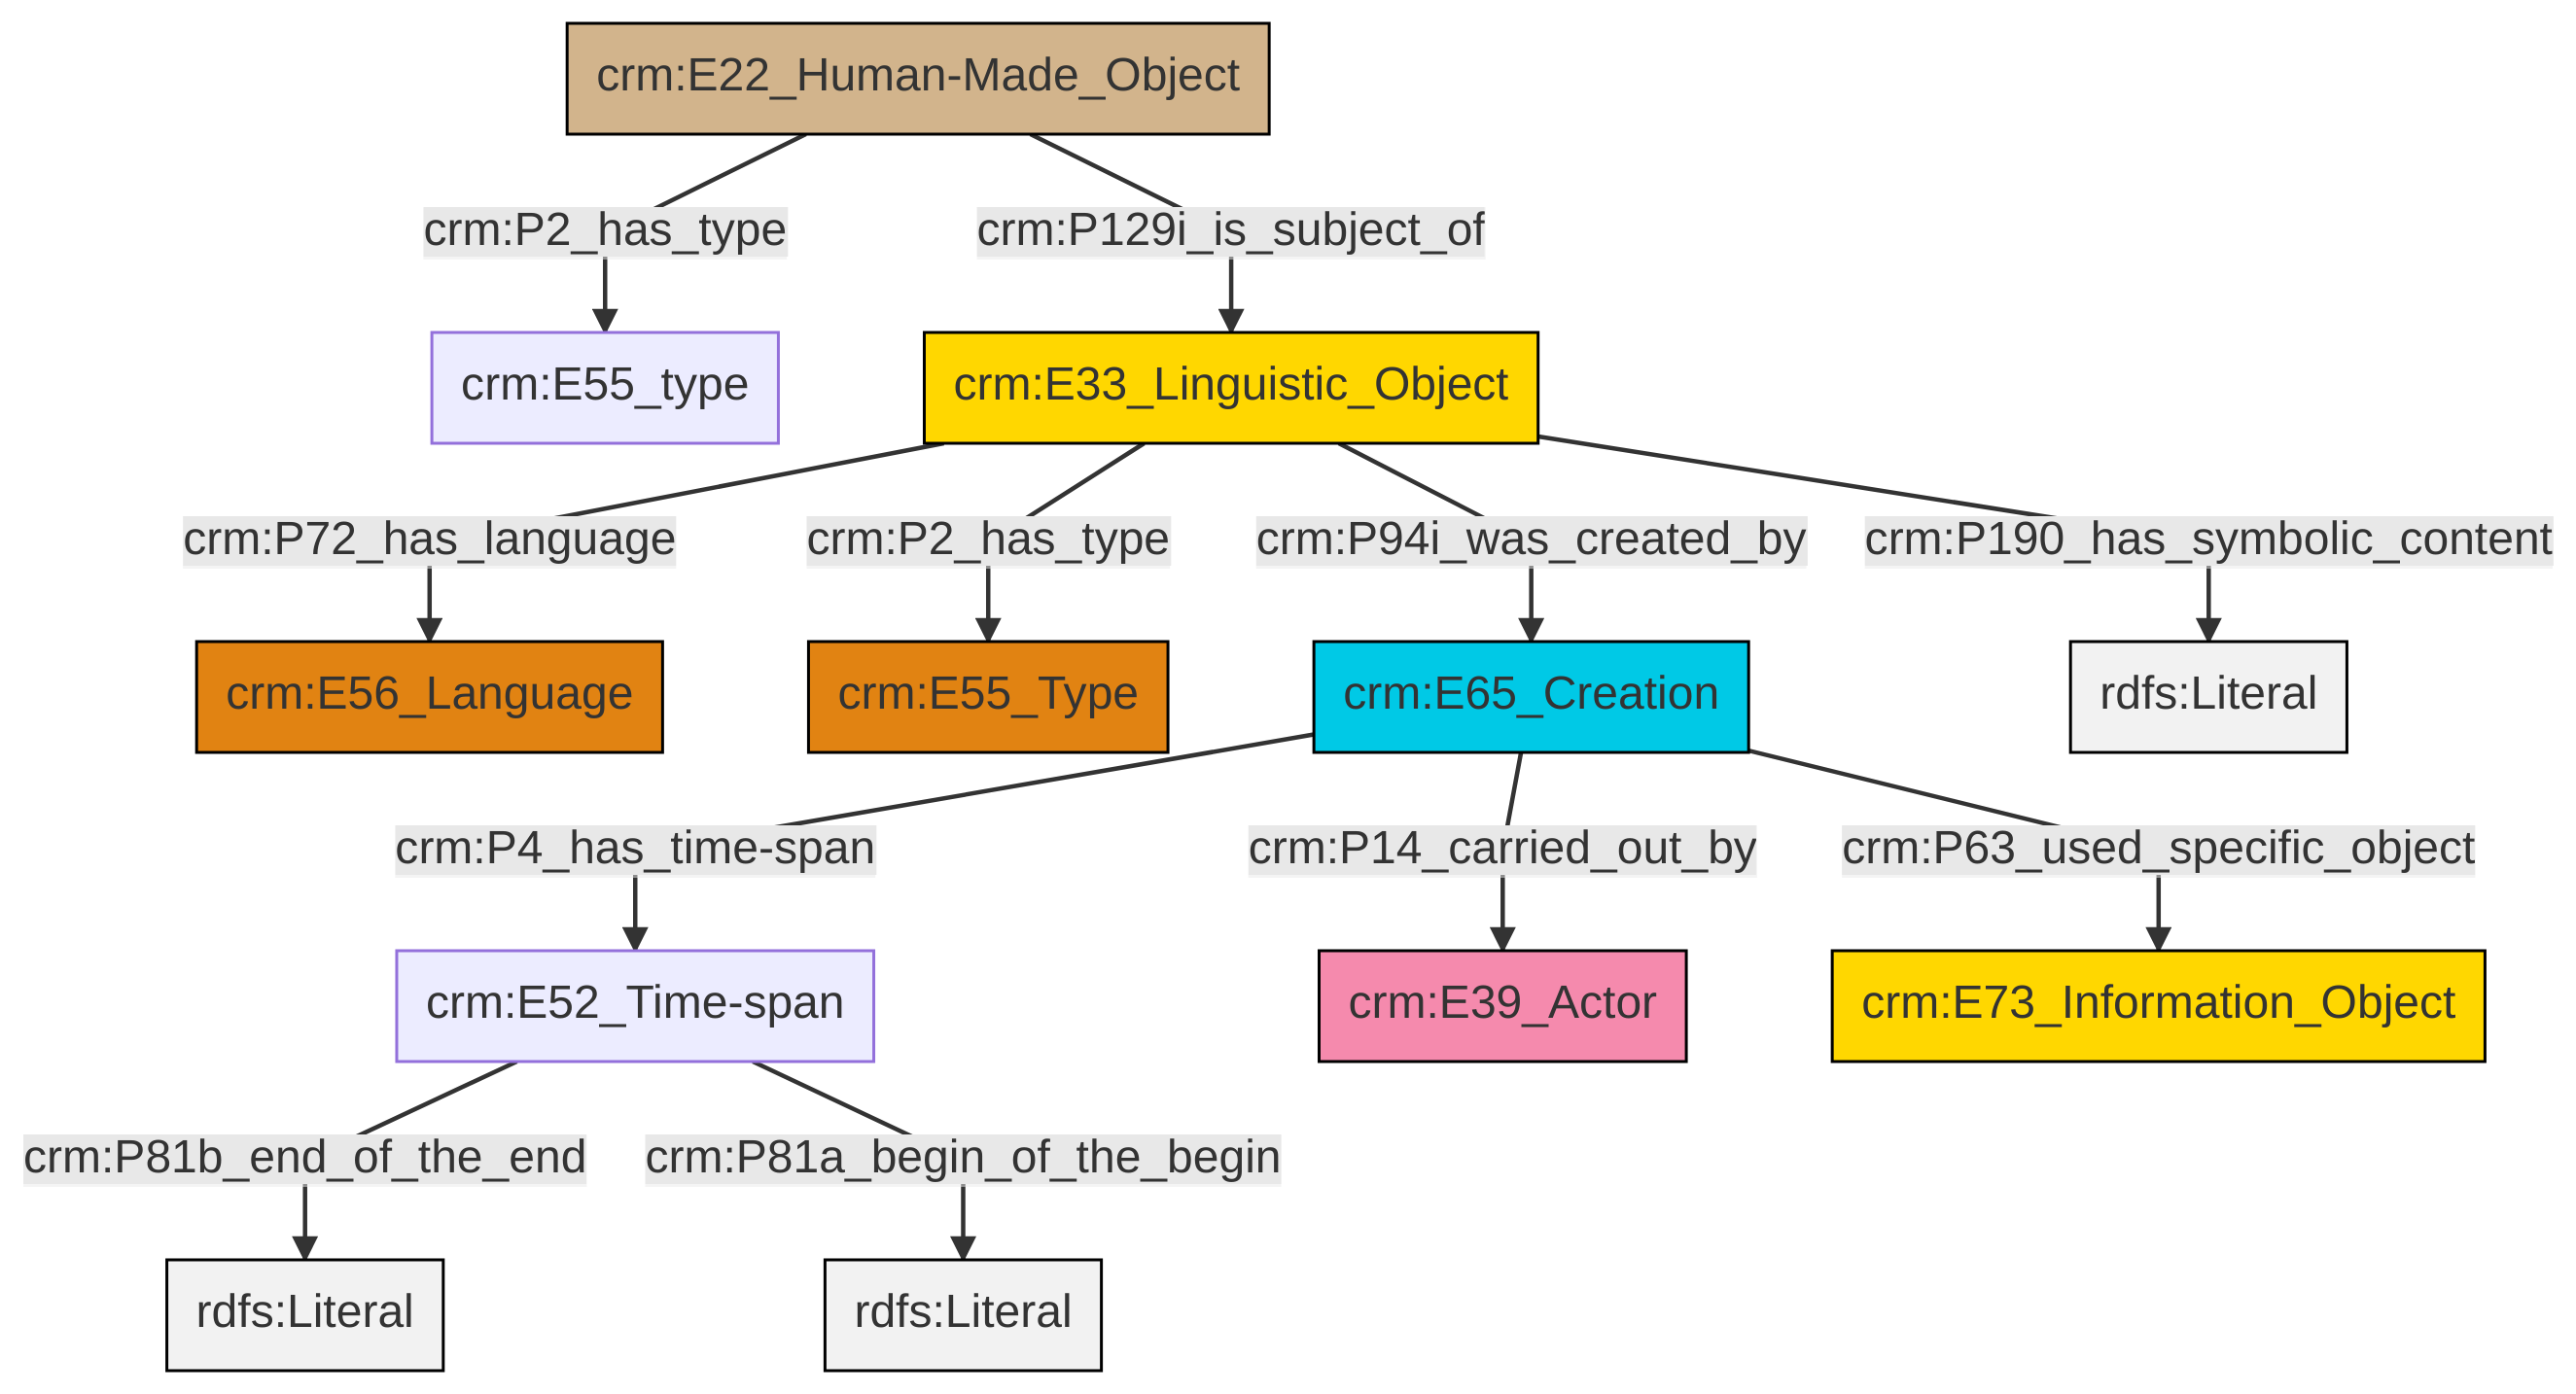 crm:E22_Human-Made_Object
crm:P2_has_type
crm:P129i_is_subject_of
crm:E55_type
crm:E33_Linguistic_Object
crm:P72_has_language
crm:P2_has_type
crm:P94i_was_created_by
crm:P190_has_symbolic_content
crm:E56_Language
crm:E55_Type
crm:E65_Creation
rdfs:Literal
crm:P4_has_time-span
crm:P14_carried_out_by
crm:P63_used_specific_object
crm:E52_Time-span
crm:E39_Actor
crm:E73_Information_Object
crm:P81b_end_of_the_end
crm:P81a_begin_of_the_begin
rdfs:Literal
rdfs:Literal